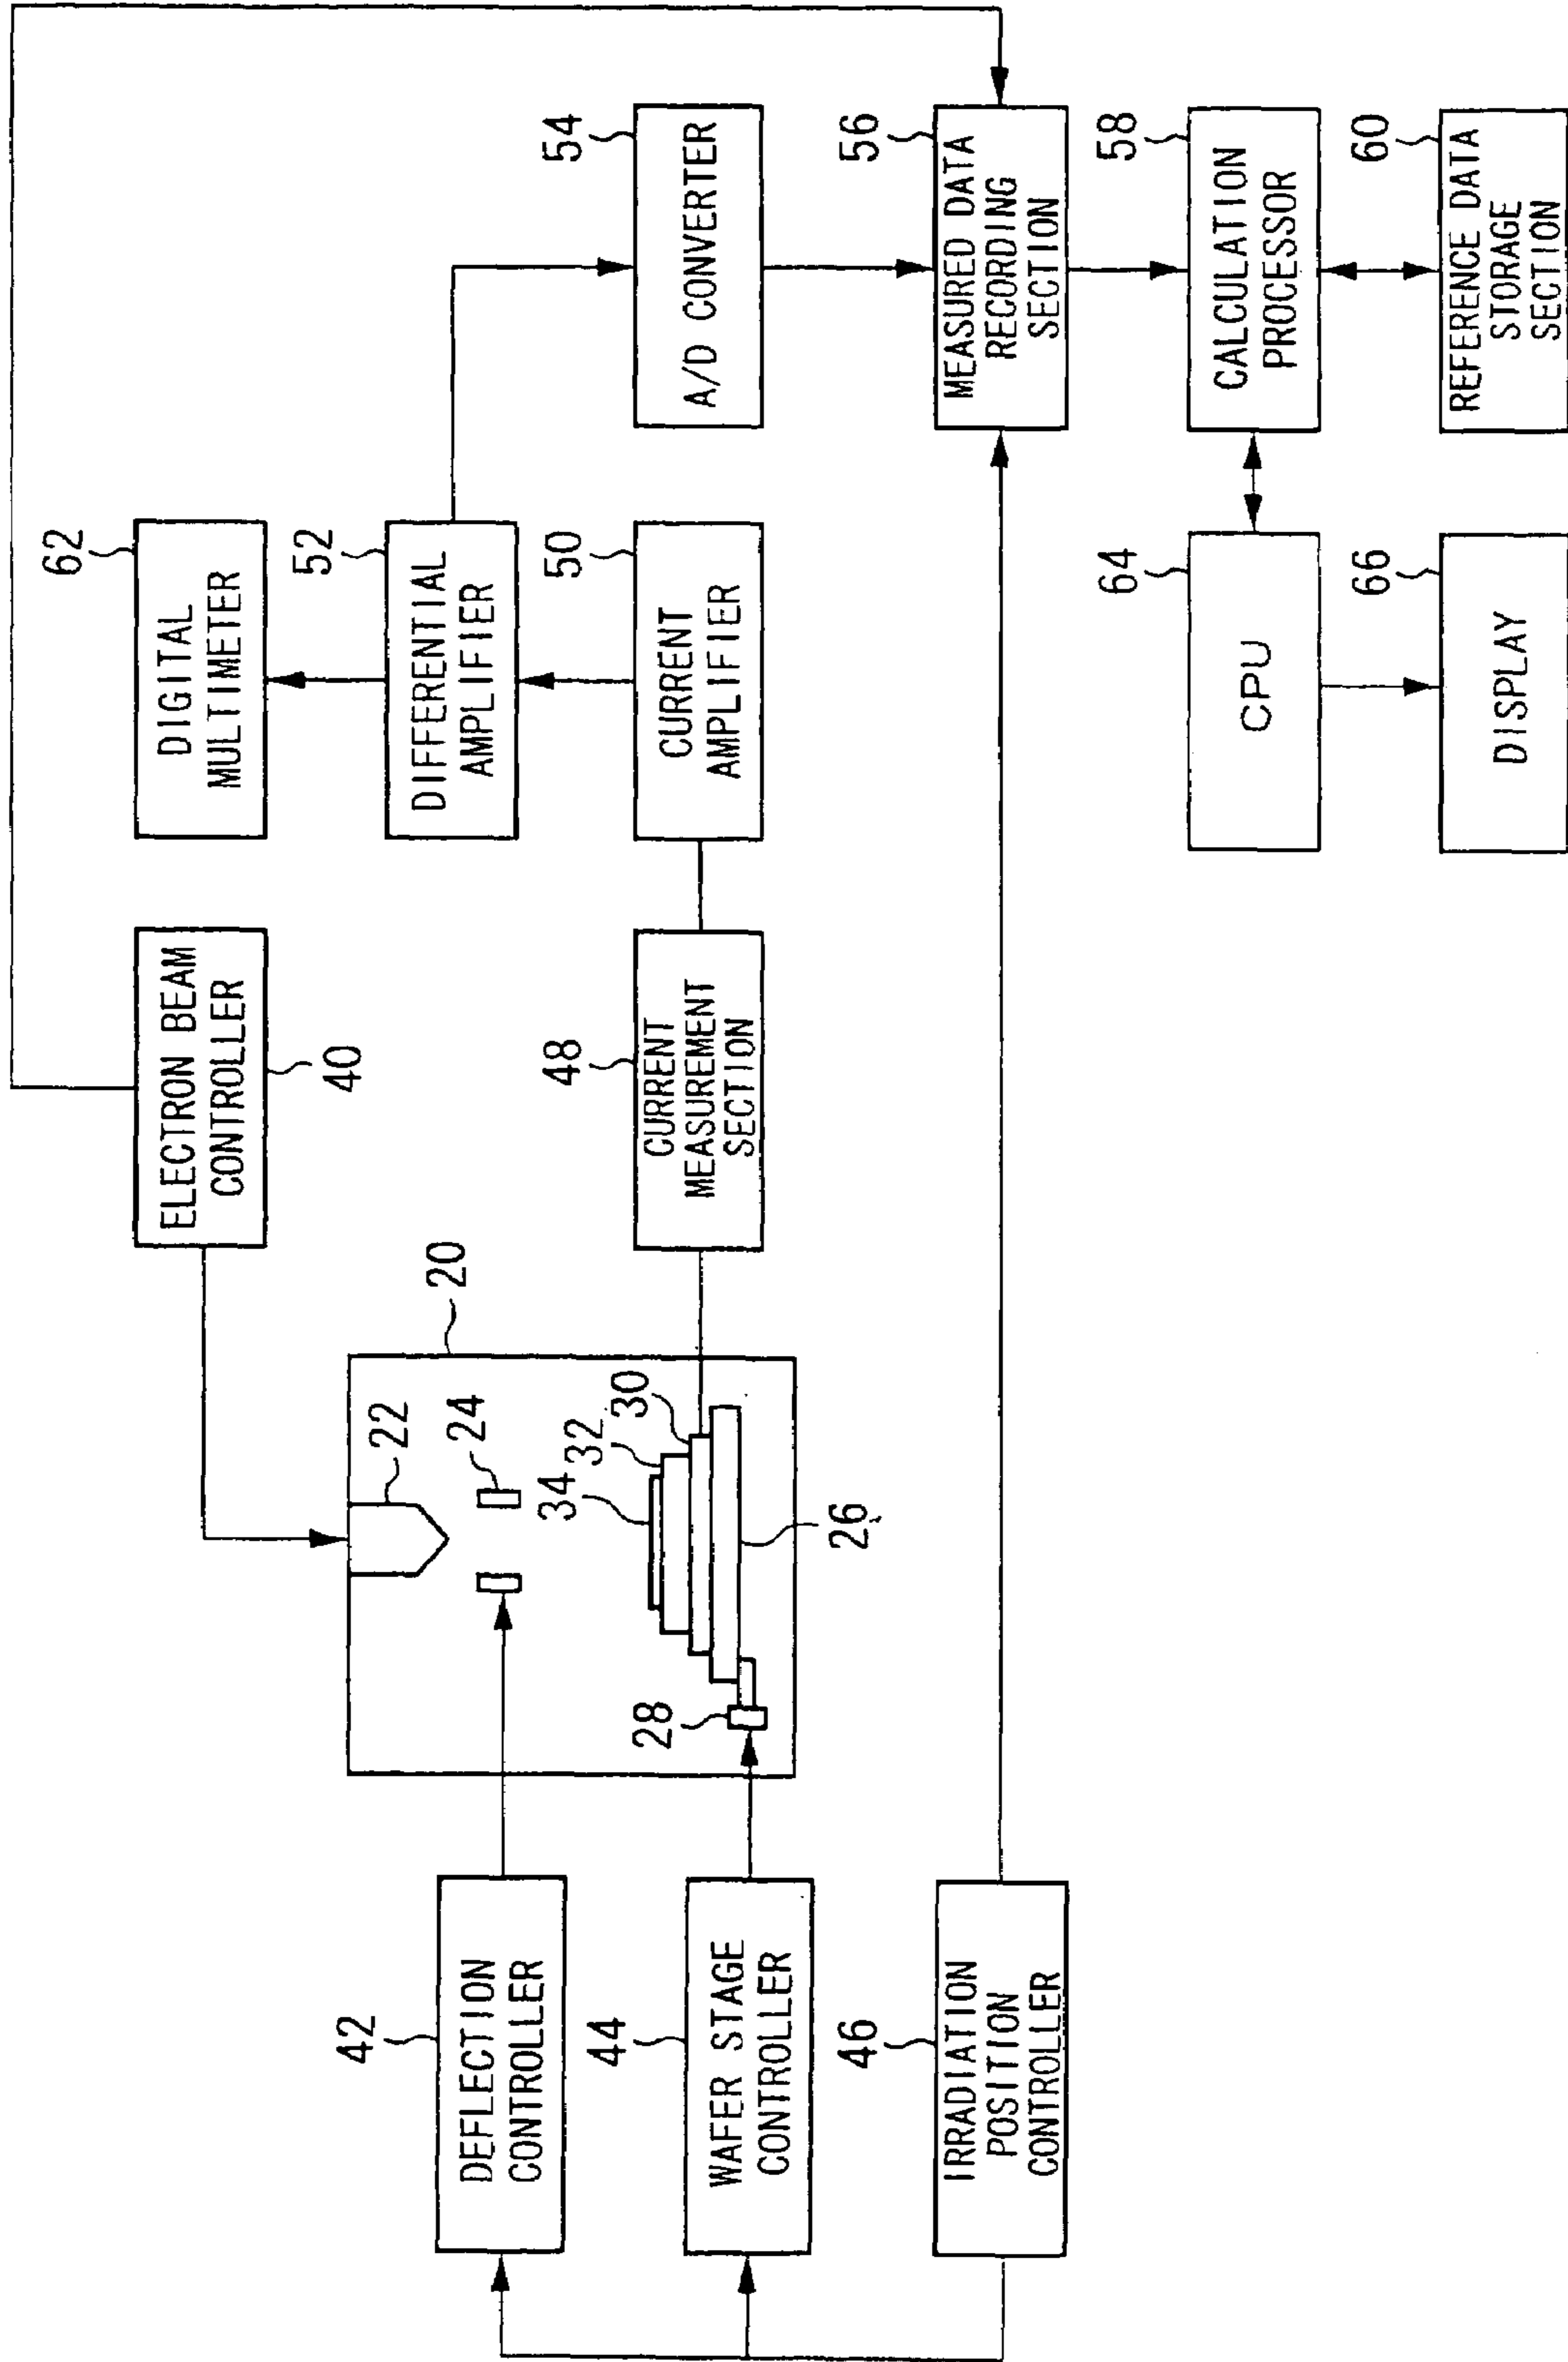 62
DIGITAL
MULTIMETER
ELECTRON BEAM
CONTROLLER
40
52
DIFFERENTIAL
AMPLIFIER
54
A/D CONVERTER
20
22
24
34
32
30
28
26
42
DEFLECTION
CONTROLLER
44
WAFER STAGE
CONTROLLER
48
CURRENT
MEASUREMENT
SECTION
50
CURRENT
AMPLIFIER
46
IRRADIATION
POSITION
CONTROLLER
56
MEASURED DATA
RECORDING
SECTION
64
CPU
58
CALCULATION
PROCESSOR
66
DISPLAY
60
REFERENCE DATA
STORAGE
SECTION